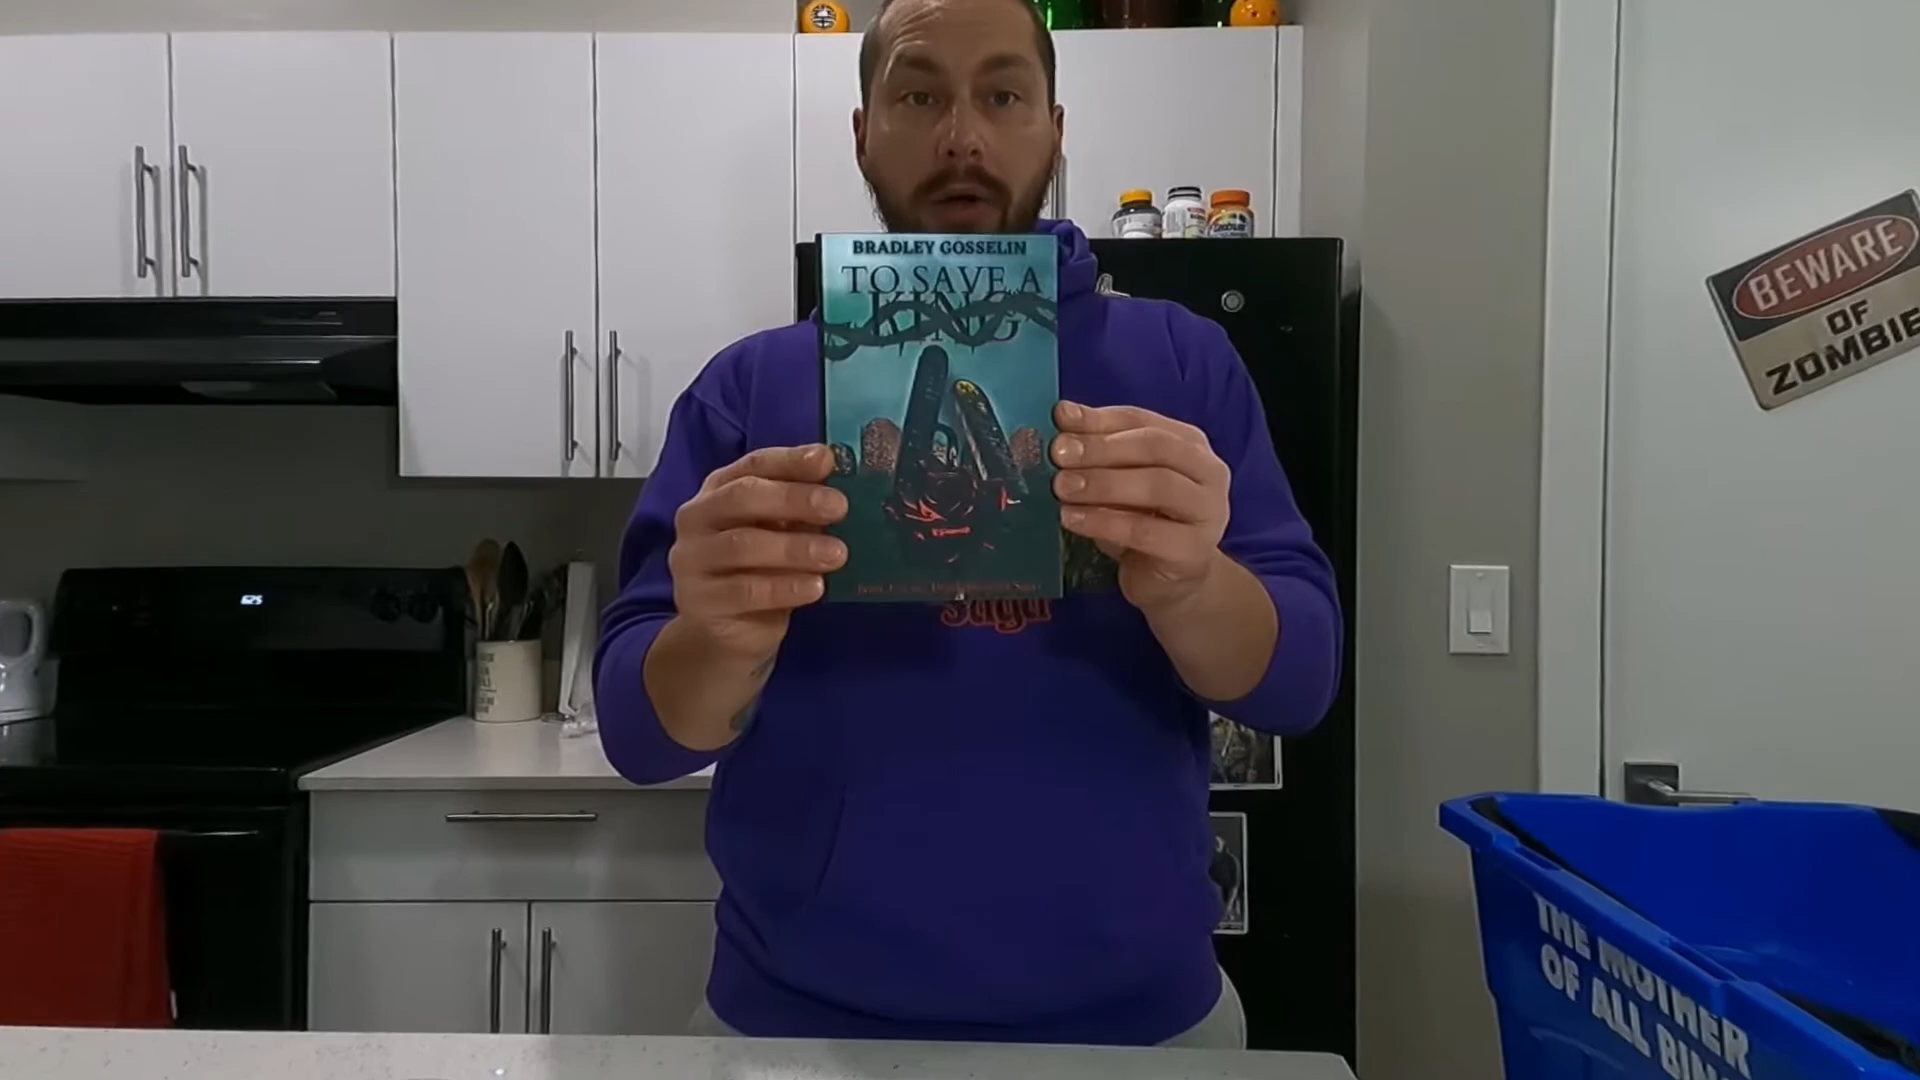 BRADLEY GOSSELIN
TO SAVE A
KING
Saga
BEWARE
OF
ZOMBIE
THE MOTHER
OF ALL BIN